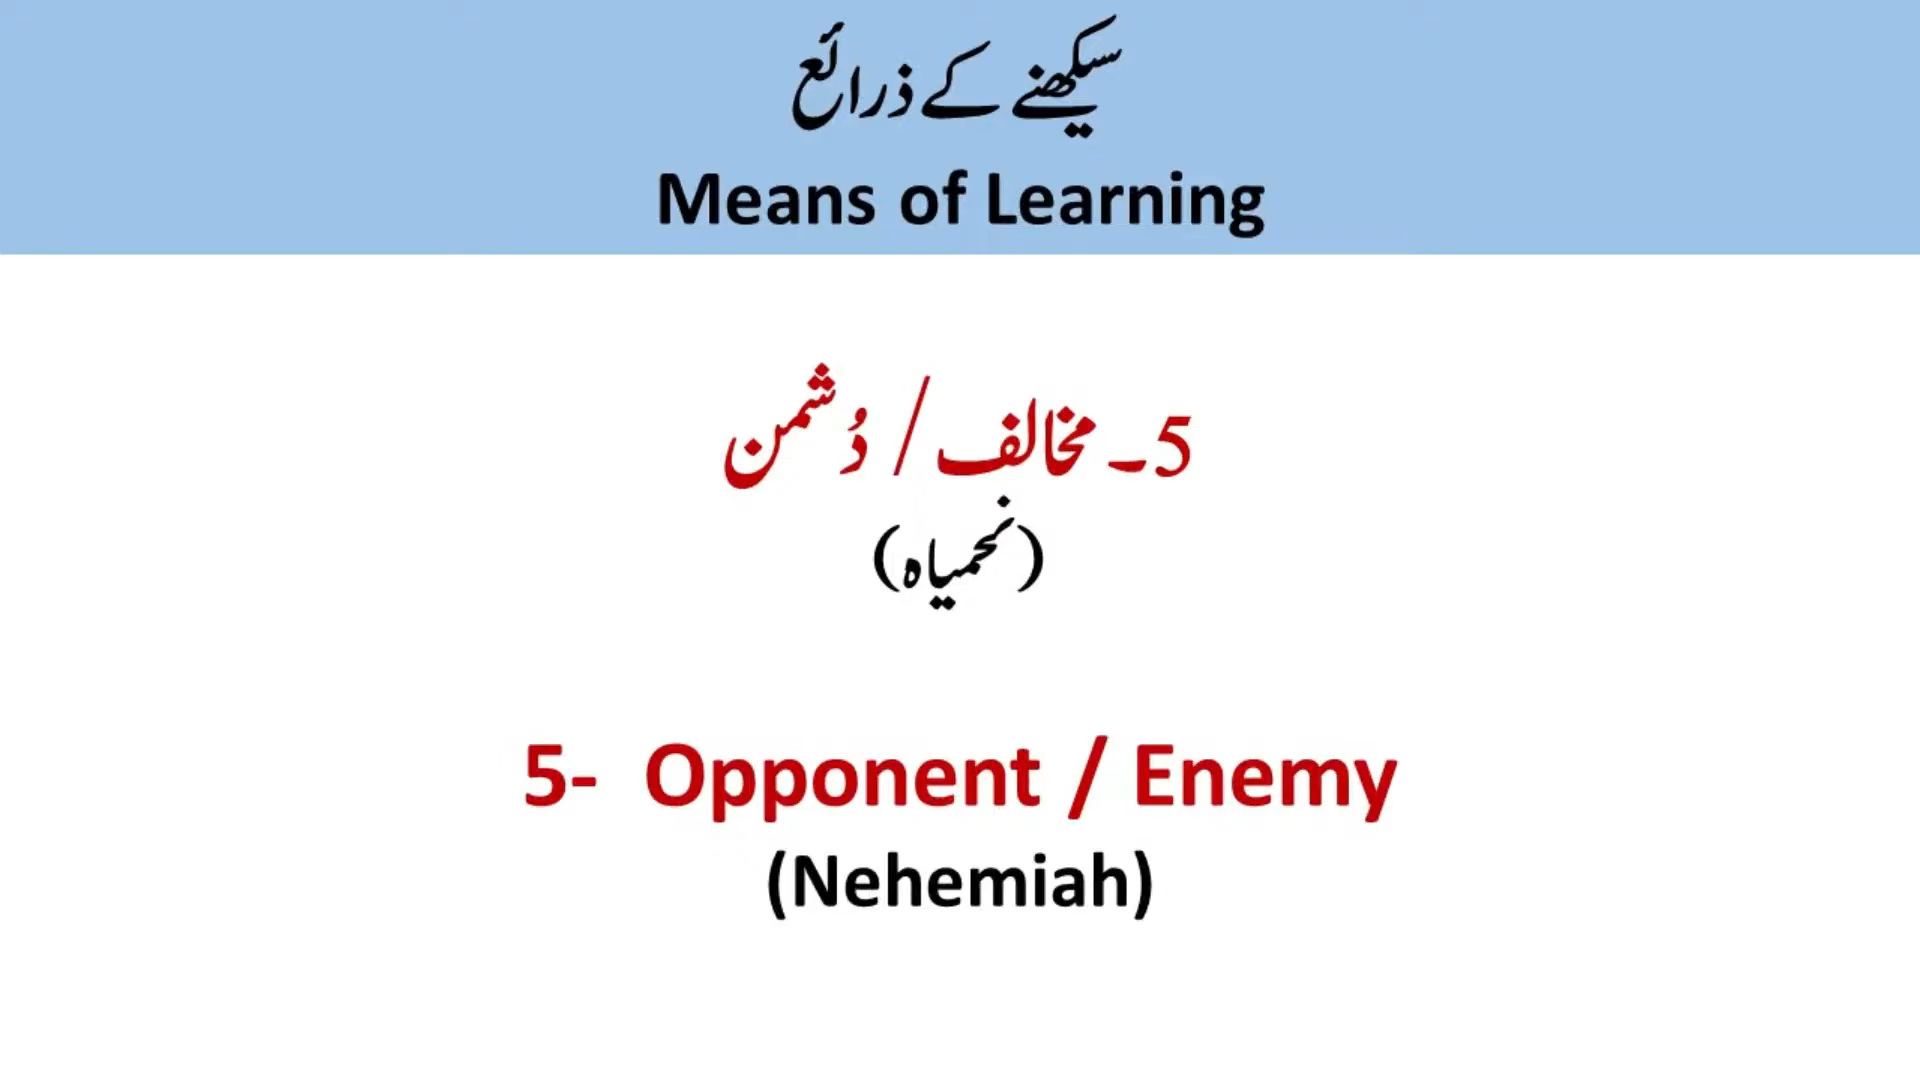 سیکھنے کے ذرائع
Means of Learning
5۔ مخالف / دُشمن
(نحمیاہ)
5- Opponent / Enemy
(Nehemiah)